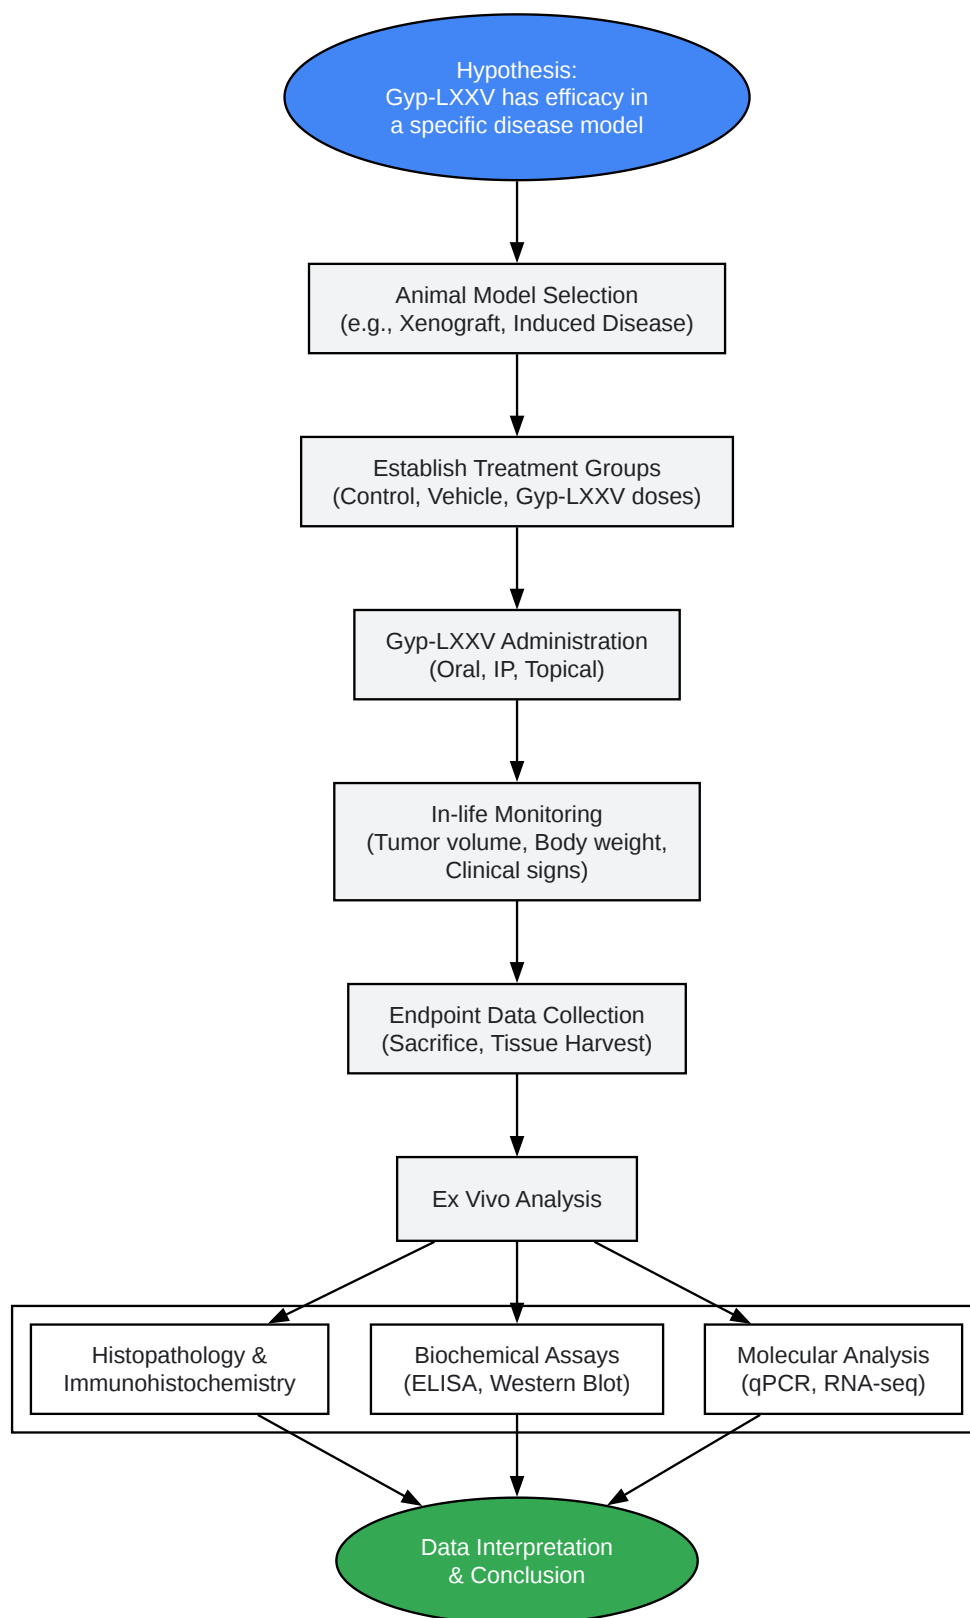 Hypothesis:
Gyp-LXXV has efficacy in
a specific disease model
Animal Model Selection
(e.g., Xenograft, Induced Disease)
Establish Treatment Groups
(Control, Vehicle, Gyp-LXXV doses)
Gyp-LXXV Administration
(Oral, IP, Topical)
In-life Monitoring
(Tumor volume, Body weight,
Clinical signs)
Endpoint Data Collection
(Sacrifice, Tissue Harvest)
Ex Vivo Analysis
Histopathology &
Immunohistochemistry
Biochemical Assays
(ELISA, Western Blot)
Molecular Analysis
(qPCR, RNA-seq)
Data Interpretation
& Conclusion